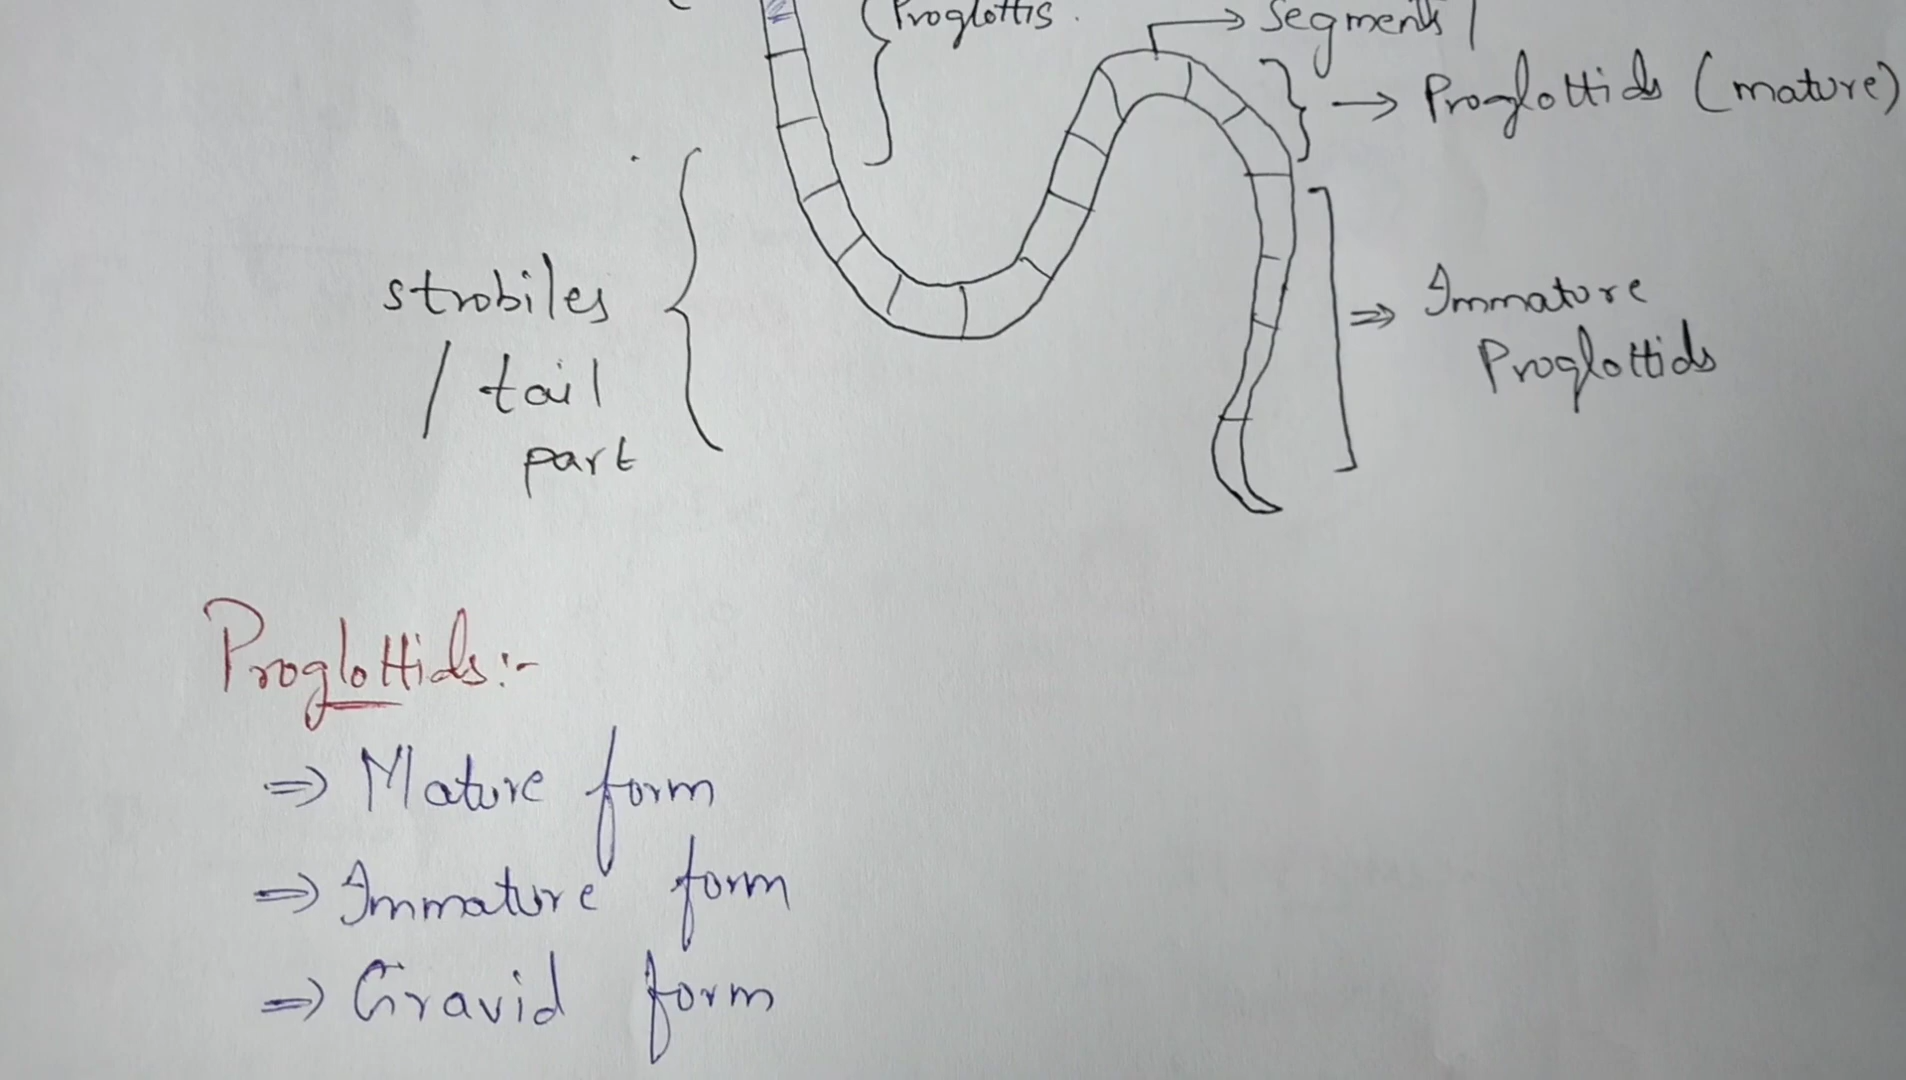 Proglottis.
Segments
Proglottids (mature)
strobiles
/ tail
part
Immature
Proglottids
Proglottids:-
⇒ Mature form
⇒ Immature form
⇒ Gravid form